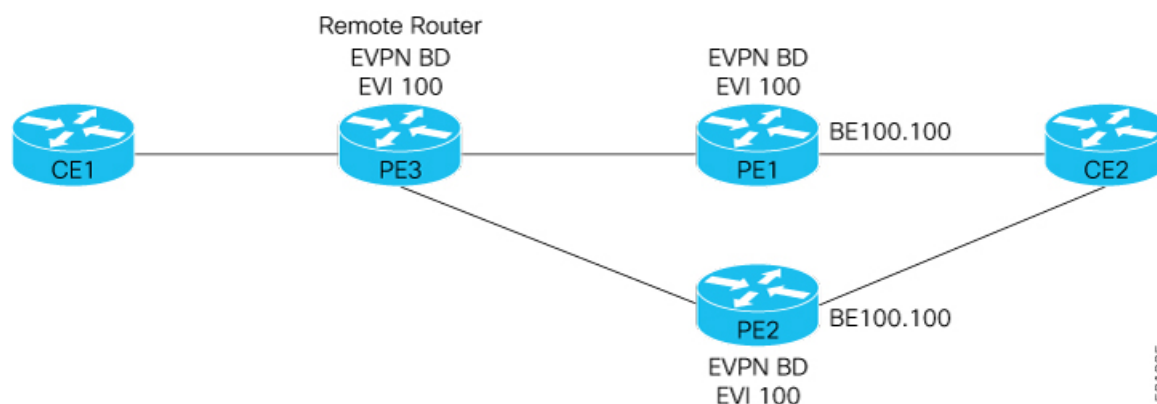 Remote Router
EVPN BD
EVI 100
EVPN BD
EVI 100
BE100.100
CE1
PE3
PE1
CE2
PE2
BE100.100
EVPN BD
EVI 100